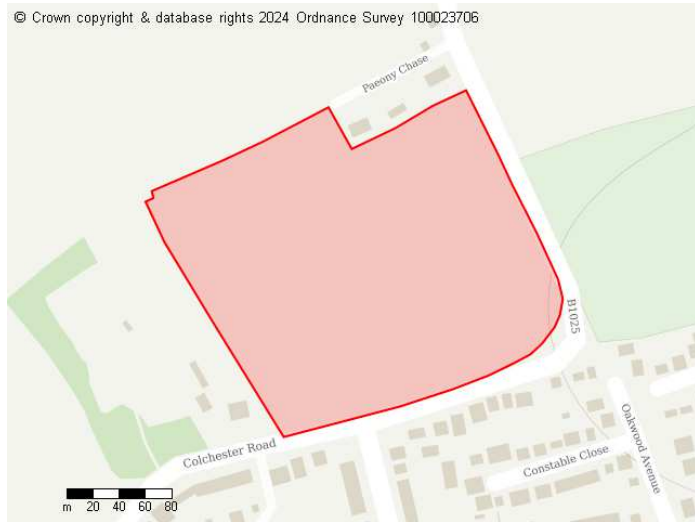 © Crown copyright & database rights 2024 Ordnance Survey 100023706
Paeony Chase
B1025
Colchester Road
Oakwood Avenue
Constable Close
m 20 40 60 80